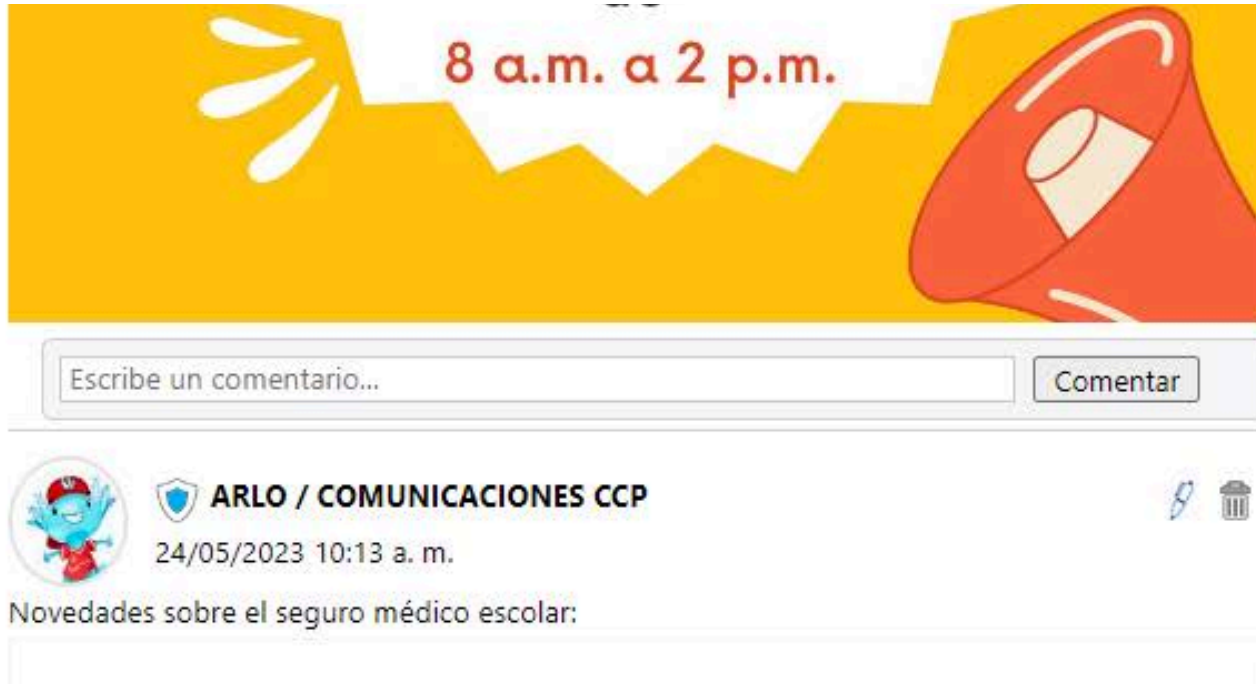 8 a.m. a 2 p.m.
Escribe un comentario...
Comentar
ARLO / COMUNICACIONES CCP
24/05/2023 10:13 a. m.
Novedades sobre el seguro médico escolar: